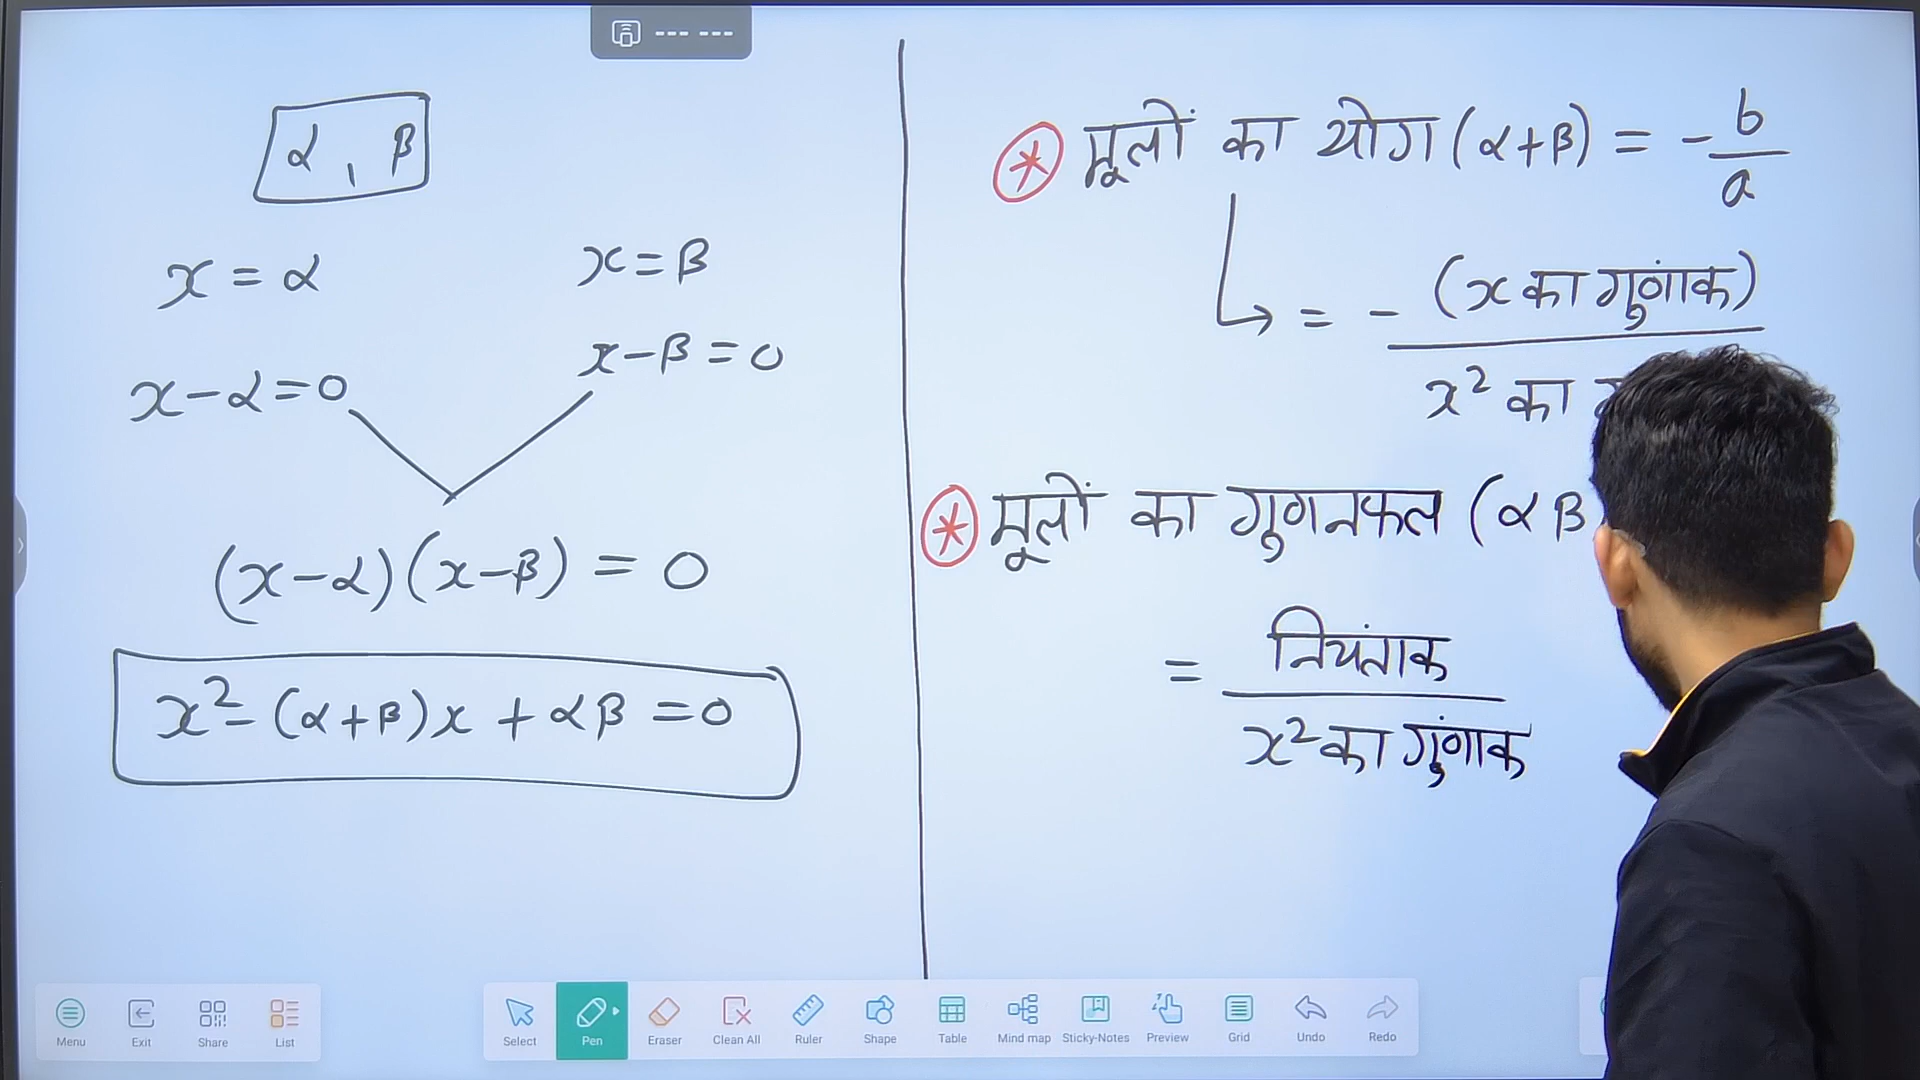 α , β
x = α
x = β
x-α=0
x-β=0
(x-α)(x-β) = 0
x²-(α+β)x + αβ =0
* मूलों का योग (α+β) = -b/a
= - (x का गुणांक)
x² का
* मूलों का गुणनफल (αβ
= नियतांक
x² का गुणांक
Menu Exit Share List
Select Pen Eraser Clean All Ruler Shape Table Mind map Sticky-Notes Preview Grid Undo Redo